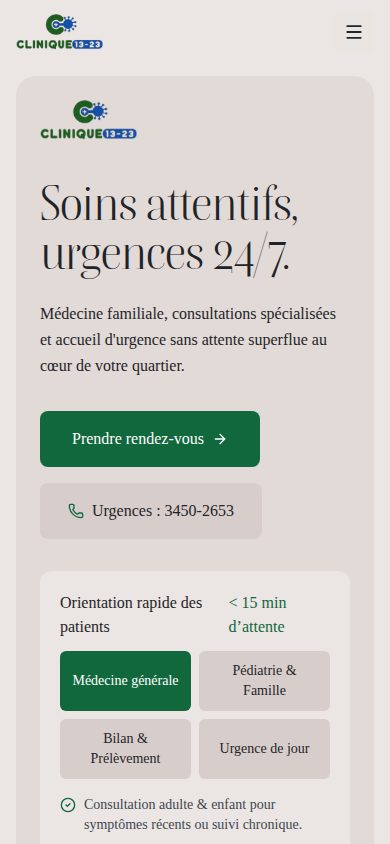 CLINIQUE 13-23
CLINIQUE 13-23
Soins attentifs,
urgences 24/7.
Médecine familiale, consultations spécialisées
et accueil d'urgence sans attente superflue au
cœur de votre quartier.
Prendre rendez-vous
Urgences : 3450-2653
Orientation rapide des
patients
< 15 min
d’attente
Médecine générale
Pédiatrie &
Famille
Bilan &
Prélèvement
Urgence de jour
Consultation adulte & enfant pour
symptômes récents ou suivi chronique.